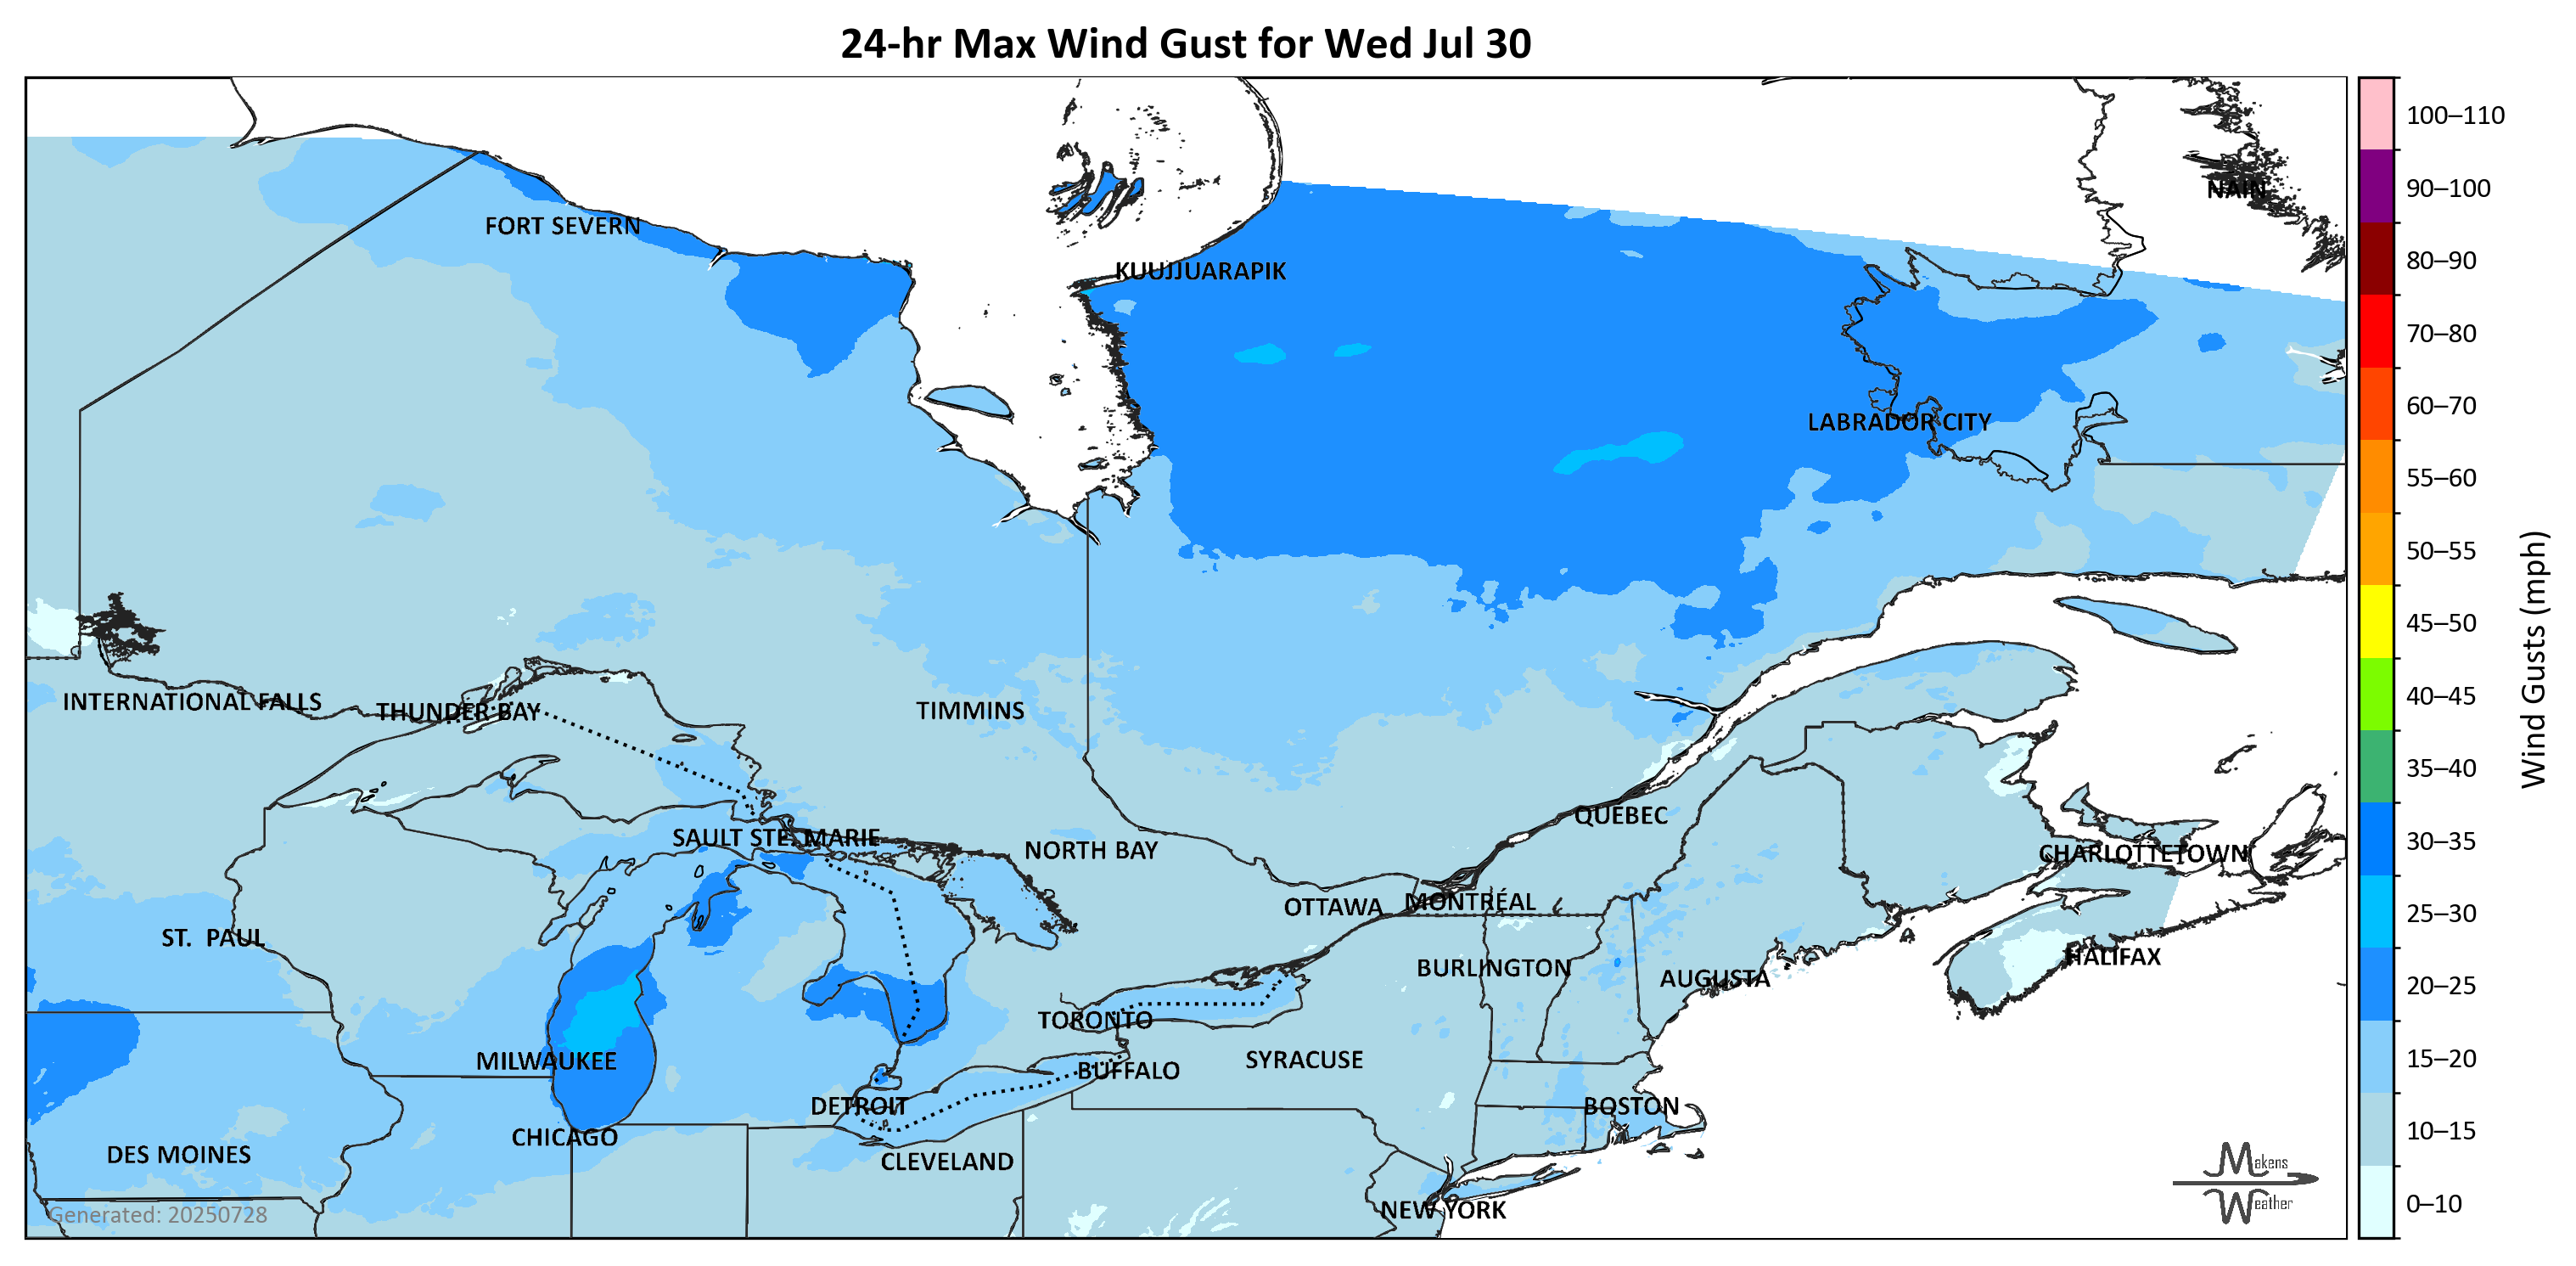 24-hr Max Wind Gust for Wed Jul 30
100–110
90–100
NAIN
FORT SEVERN
80–90
KUUJJUARAPIK
70–80
60–70
LABRADOR CITY
55–60
50–55
45–50
Wind Gusts (mph)
40–45
INTERNATIONAL FALLS
THUNDER BAY
TIMMINS
35–40
QUÉBEC
30–35
SAULT STE. MARIE
NORTH BAY
CHARLOTTETOWN
OTTAWA
MONTRÉAL
25–30
ST. PAUL
HALIFAX
BURLINGTON
AUGUSTA
20–25
TORONTO
MILWAUKEE
SYRACUSE
15–20
BUFFALO
DETROIT
BOSTON
CHICAGO
10–15
DES MOINES
CLEVELAND
Makens
Weather
NEW YORK
0–10
Generated: 20250728